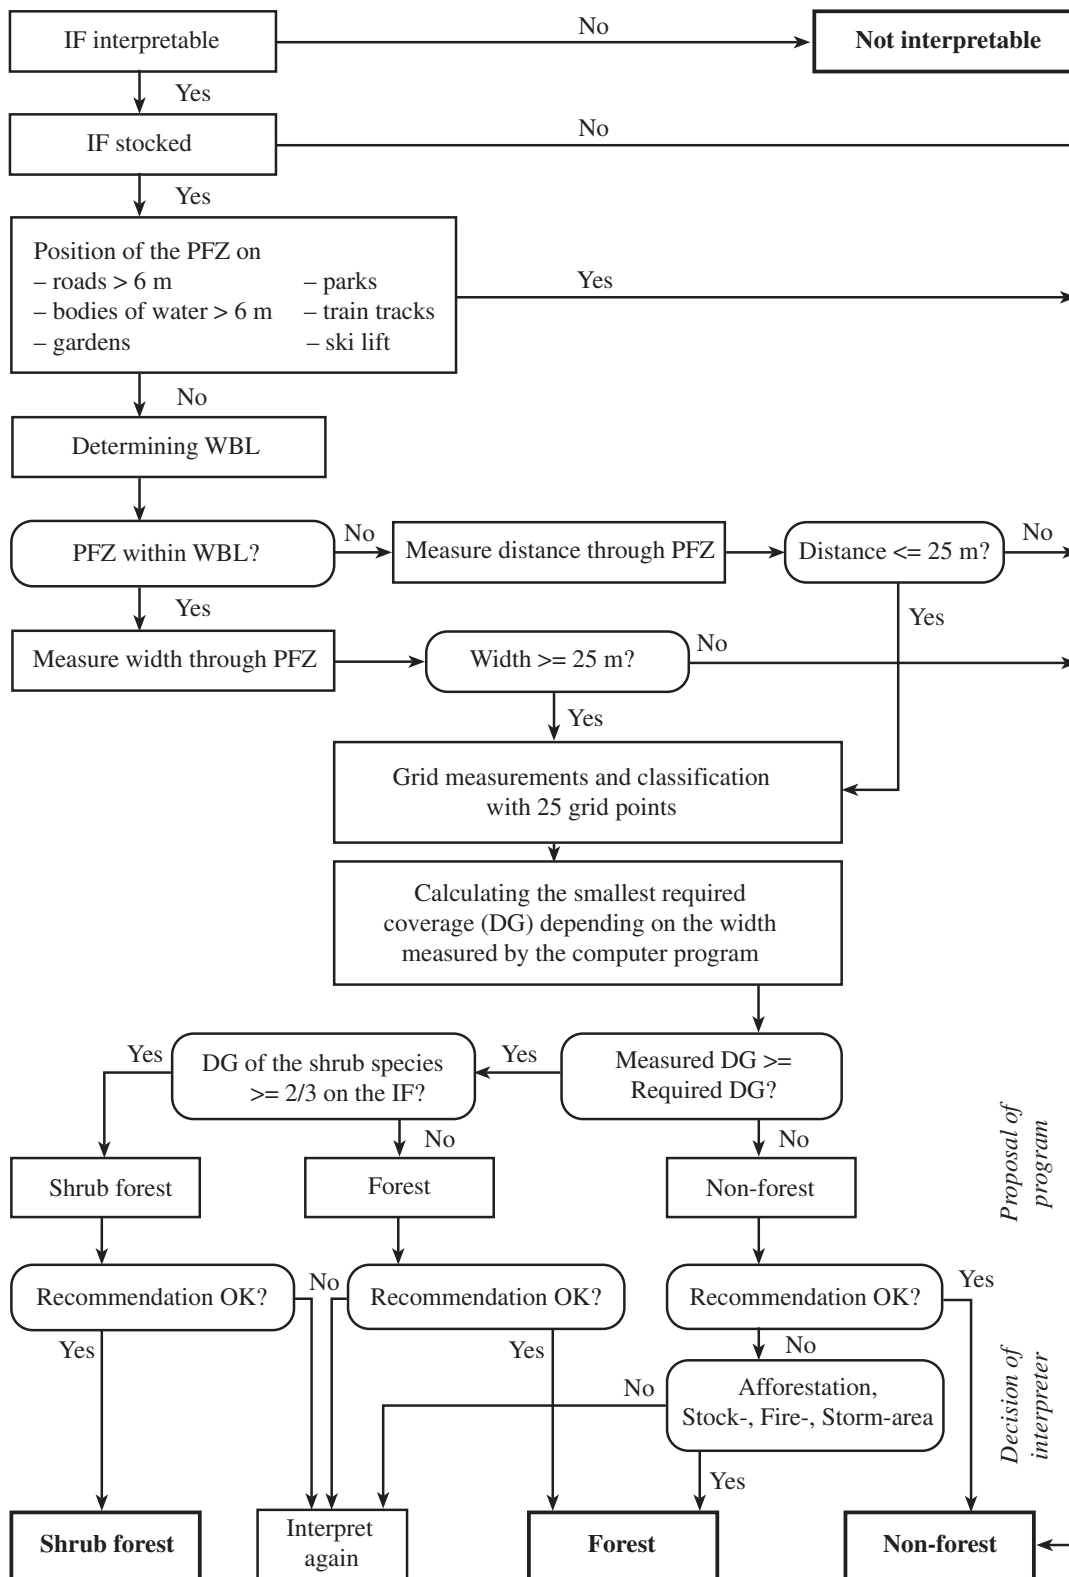 IF interpretable
No
Not interpretable
Yes
IF stocked
No
Yes
Position of the PFZ on
– roads > 6 m
– parks
– bodies of water > 6 m
– train tracks
– gardens
– ski lift
Yes
No
Determining WBL
PFZ within WBL?
No
Measure distance through PFZ
Distance <= 25 m?
No
Yes
Yes
Measure width through PFZ
Width >= 25 m?
No
Yes
Grid measurements and classification
with 25 grid points
Calculating the smallest required
coverage (DG) depending on the width
measured by the computer program
Yes
DG of the shrub species
>= 2/3 on the IF?
Yes
Measured DG >=
Required DG?
No
No
Shrub forest
Forest
Non-forest
Proposal of
program
Recommendation OK?
No
Recommendation OK?
Recommendation OK?
Yes
Yes
Yes
No
No
Afforestation,
Stock-, Fire-, Storm-area
Decision of
interpreter
Yes
Shrub forest
Interpret
again
Forest
Non-forest